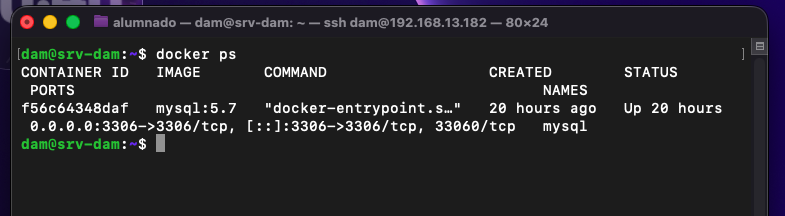 alumnado — dam@srv-dam: ~ — ssh dam@192.168.13.182 — 80×24
[dam@srv-dam:~$ docker ps ]
CONTAINER ID   IMAGE       COMMAND                  CREATED        STATUS
 PORTS                                                    NAMES
f56c64348daf   mysql:5.7   "docker-entrypoint.s…"   20 hours ago   Up 20 hours
 0.0.0.0:3306->3306/tcp, [::]:3306->3306/tcp, 33060/tcp   mysql
dam@srv-dam:~$